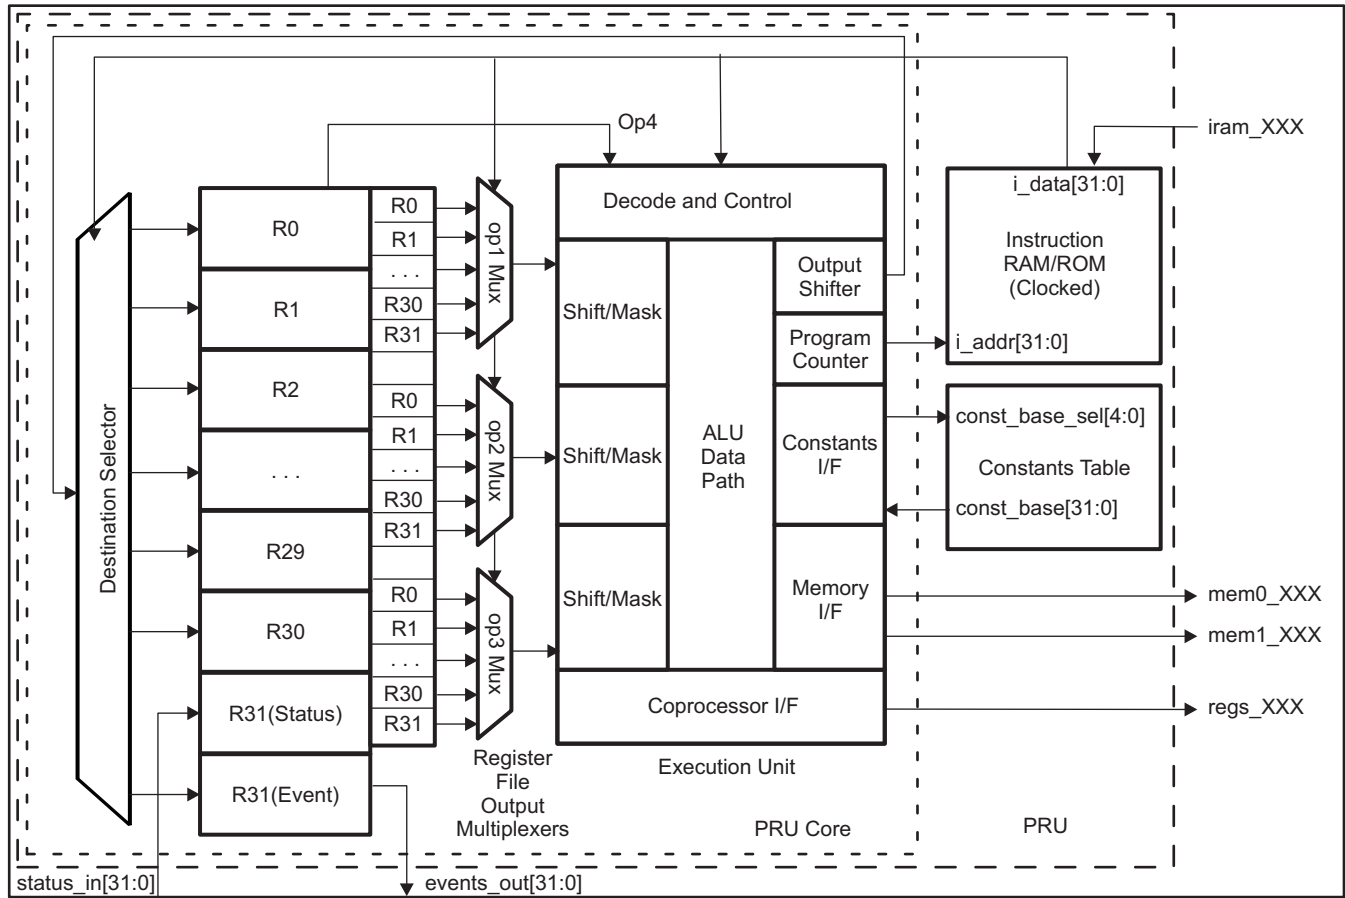 Op4
iram_XXX
Destination Selector
R0
R1
R2
. . .
R29
R30
R31(Status)
R31(Event)
R0
R1
. . .
R30
R31
R0
R1
. . .
R30
R31
R0
R1
. . .
R30
R31
op1 Mux
op2 Mux
op3 Mux
Register
File
Output
Multiplexers
Decode and Control
Shift/Mask
Shift/Mask
Shift/Mask
ALU
Data
Path
Output
Shifter
Program
Counter
Constants
I/F
Memory
I/F
Coprocessor I/F
Execution Unit
PRU Core
i_data[31:0]
Instruction
RAM/ROM
(Clocked)
i_addr[31:0]
const_base_sel[4:0]
Constants Table
const_base[31:0]
mem0_XXX
mem1_XXX
regs_XXX
PRU
status_in[31:0]
events_out[31:0]